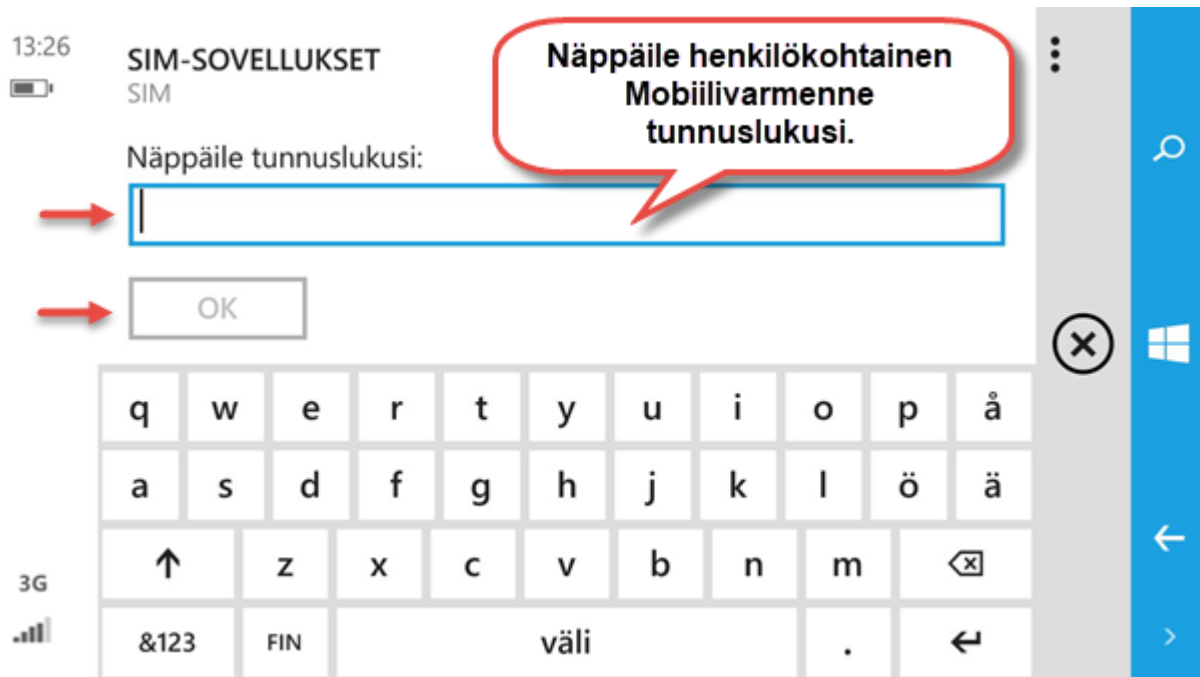 13:26
SIM-SOVELLUKSET
SIM
Näppäile henkilökohtainen
Mobiilivarmenne
tunnuslukusi.
Näppäile tunnuslukusi:
OK
q w e r t y u i o p å
a s d f g h j k l ö ä
z x c v b n m
3G
&123 FIN väli .